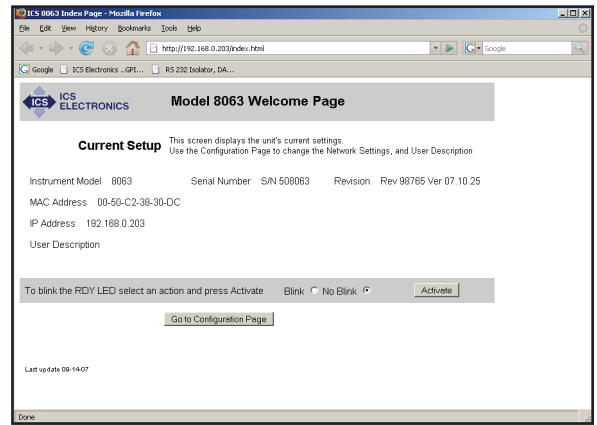 ICS 8063 Index Page - Mozilla Firefox
File Edit View History Bookmarks Tools Help
http://192.168.0.203/index.html
Google
Google ICS Electronics ..GPI... RS 232 Isolator, DA...
ICS
ICS
ELECTRONICS
Model 8063 Welcome Page
Current Setup
This screen displays the unit's current settings.
Use the Configuration Page to change the Network Settings, and User Description
Instrument Model 8063 Serial Number S/N 508063 Revision Rev 98765 Ver 07.10.25
MAC Address 00-50-C2-38-30-DC
IP Address 192.168.0.203
User Description
To blink the RDY LED select an action and press Activate Blink No Blink Activate
Go to Configuration Page
Last update 09-14-07
Done